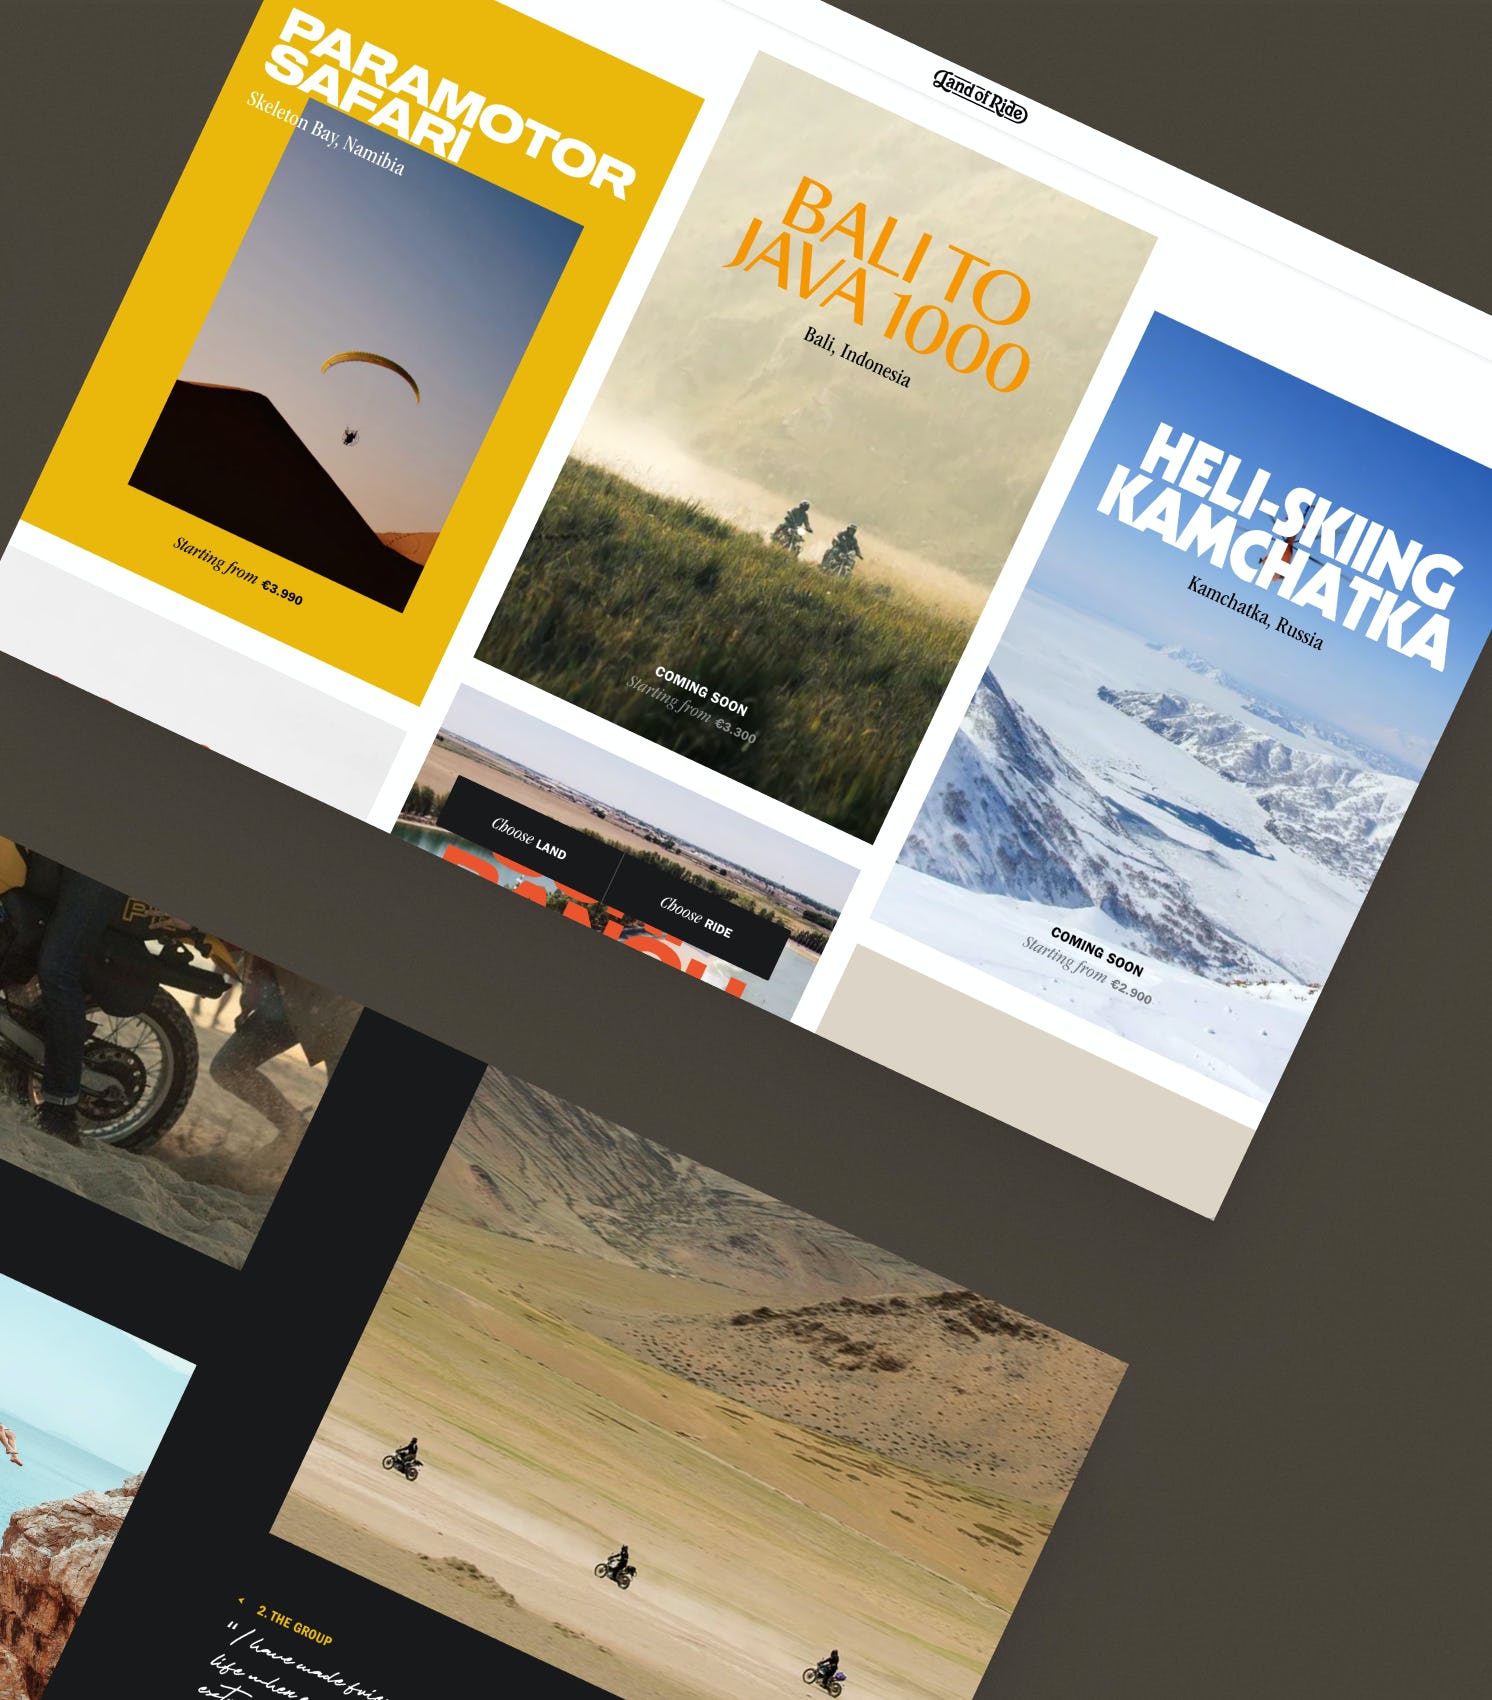 Land of Ride
PARAMOTOR
SAFARI
Skeleton Bay, Namibia
Starting from €3.990
BALI TO
JAVA 1000
Bali, Indonesia
COMING SOON
Starting from €3.300
HELI-SKIING
KAMCHATKA
Kamchatka, Russia
COMING SOON
Starting from €2.900
Choose LAND
Choose RIDE
2. THE GROUP
"I have made
life when